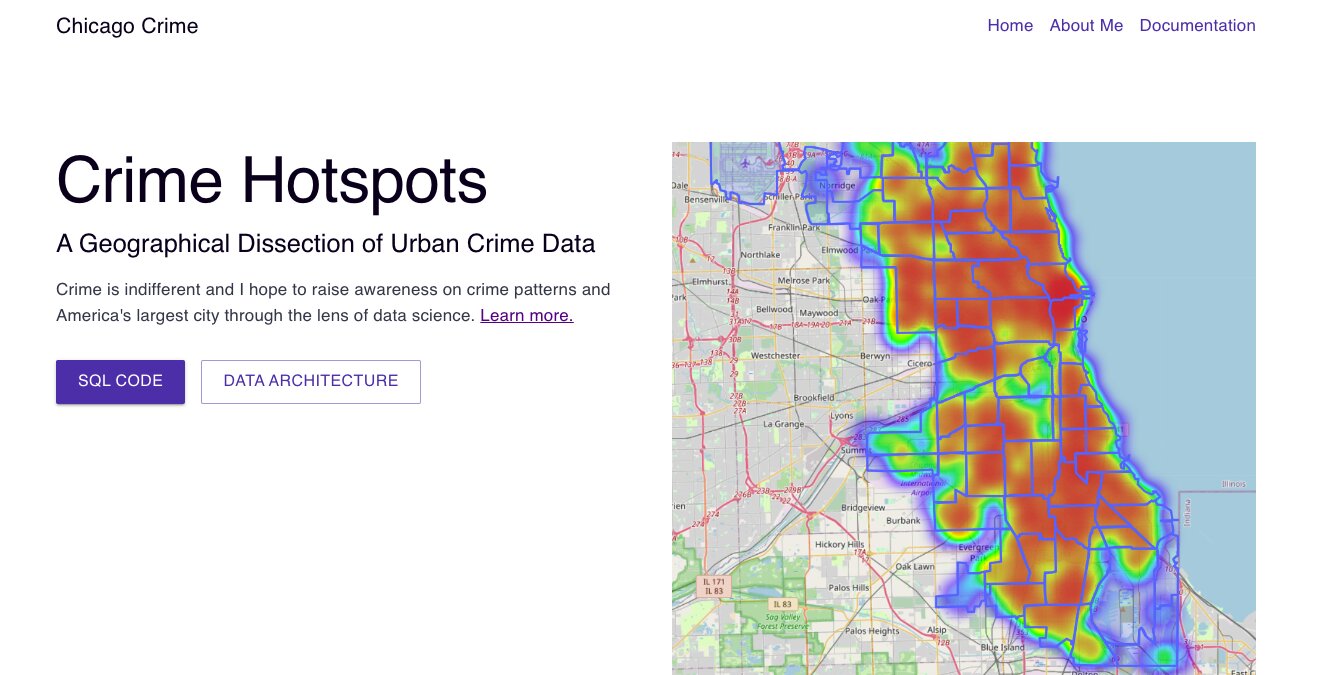 Chicago Crime
Home About Me Documentation
Crime Hotspots
A Geographical Dissection of Urban Crime Data
Crime is indifferent and I hope to raise awareness on crime patterns and
America's largest city through the lens of data science. Learn more.
SQL CODE
DATA ARCHITECTURE
Norridge
Bensenville
Schiller Park
Franklin Park
Northlake
Elmwood
Elmhurst
Melrose Park
Oak Pa
Bellwood
Maywood
Westchester
Berwyn
Cicero
Brookfield
Lyons
La Grange
Summi
International
Airport
Illinois
Indiana
Bridgeview
Burbank
Hickory Hills
Evergreen
Park
Oak Lawn
IL 171
IL 83
Palos Hills
IL 83
Sag Valley
Forest Preserve
Palos Heights
Alsip
Blue Island
Dolton
East C